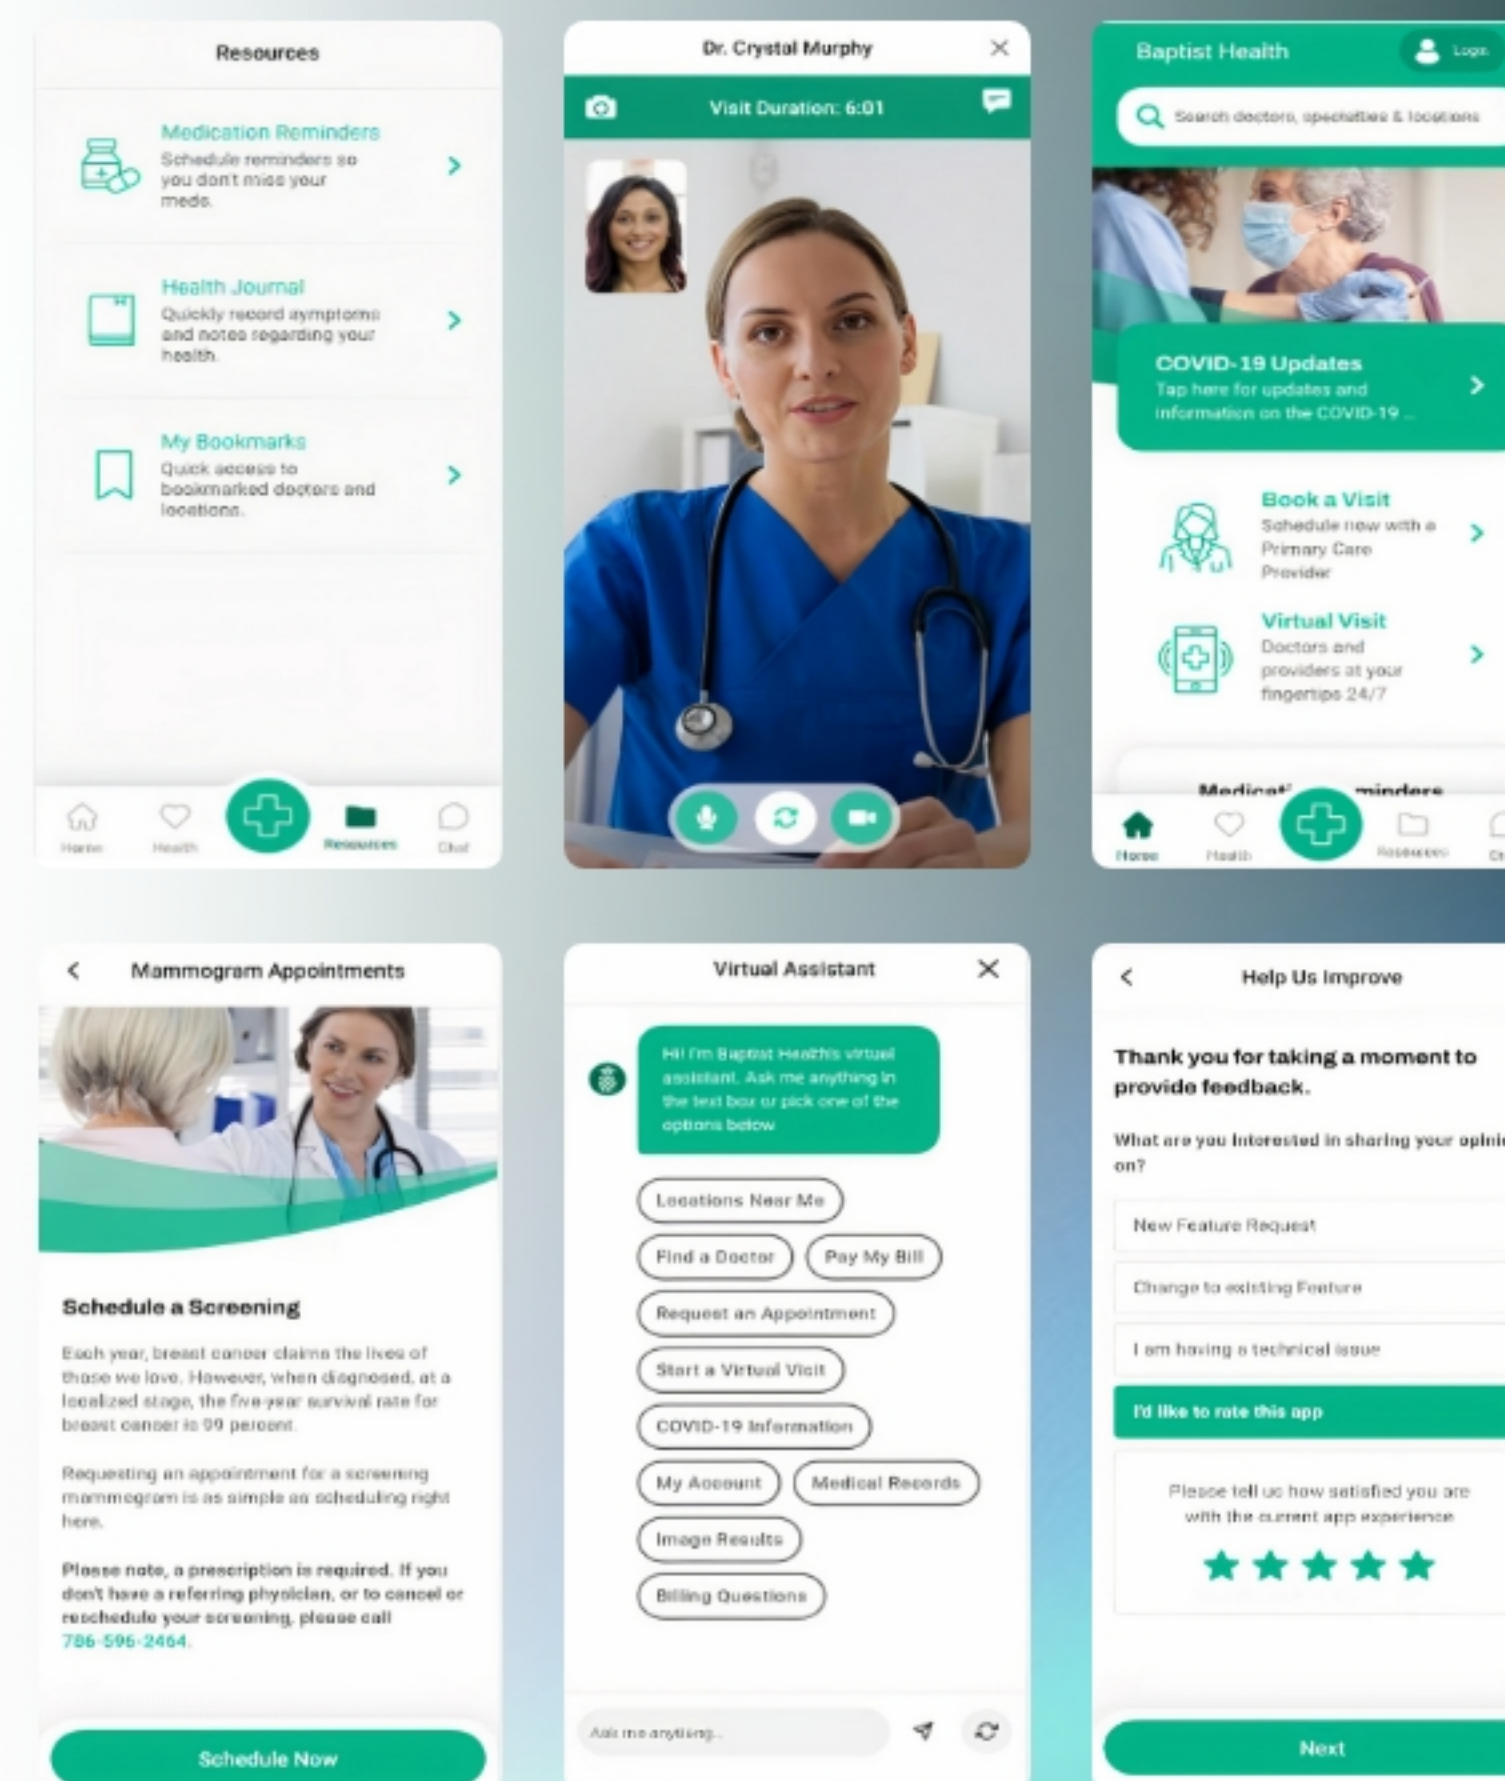 Resources
Medication Reminders
Schedule reminders so
you don't miss your
meds.
Health Journal
Quickly record symptoms
and notes regarding your
health.
My Bookmarks
Quick access to
bookmarked doctors and
locations.
Home
Health
Resources
Chat
Dr. Crystal Murphy
Visit Duration: 6:01
Baptist Health
Login
Search doctors, specialties & locations
COVID-19 Updates
Tap here for updates and
information on the COVID-19 ...
Book a Visit
Schedule now with a
Primary Care
Provider
Virtual Visit
Doctors and
providers at your
fingertips 24/7
Home
Health
Resources
Mammogram Appointments
Schedule a Screening
Each year, breast cancer claims the lives of
those we love. However, when diagnosed, at a
localized stage, the five-year survival rate for
breast cancer is 99 percent.
Requesting an appointment for a screening
mammogram is as simple as scheduling right
here.
Please note, a prescription is required. If you
don't have a referring physician, or to cancel or
reschedule your screening, please call
786-596-2464.
Schedule Now
Virtual Assistant
Hi! I'm Baptist Health's virtual
assistant. Ask me anything in
the text box or pick one of the
options below
Locations Near Me
Find a Doctor
Pay My Bill
Request an Appointment
Start a Virtual Visit
COVID-19 Information
My Account
Medical Records
Image Results
Billing Questions
Ask me anything...
Help Us Improve
Thank you for taking a moment to
provide feedback.
What are you interested in sharing your
on?
New Feature Request
Change to existing Feature
I am having a technical issue
I'd like to rate this app
Please tell us how satisfied you are
with the current app experience
Next